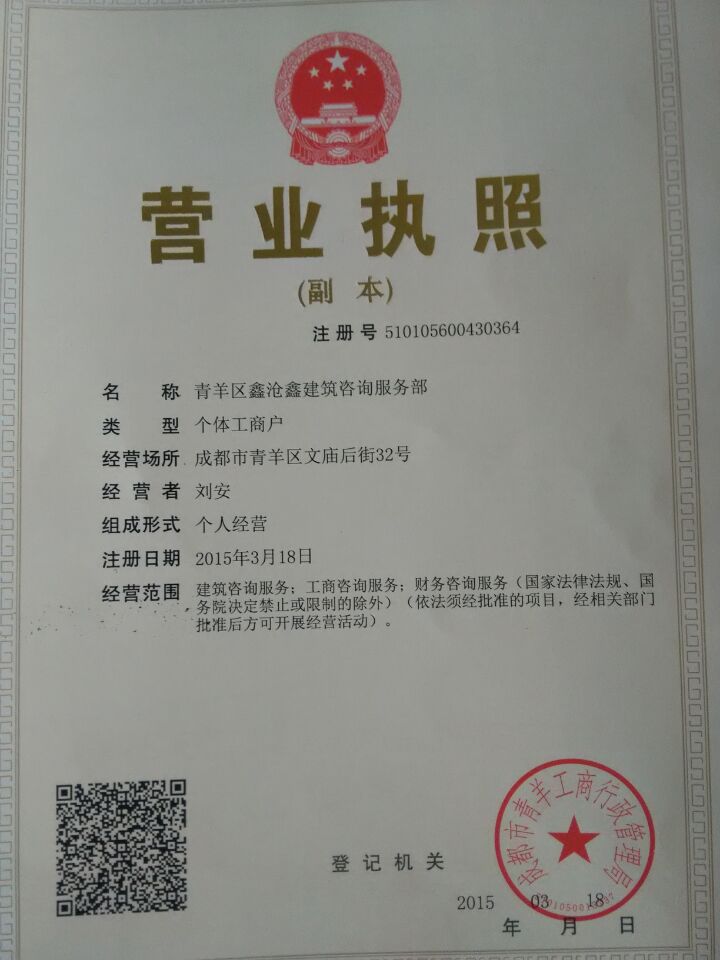 营业执照
(副 本)
注册号 510105600430364
名 称 青羊区鑫沧鑫建筑咨询服务部
类 型 个体工商户
经营场所 成都市青羊区文庙后街32号
经营者 刘安
组成形式 个人经营
注册日期 2015年3月18日
经营范围 建筑咨询服务；工商咨询服务；财务咨询服务（国家法律法规、国
务院决定禁止或限制的除外）（依法须经批准的项目，经相关部门
批准后方可开展经营活动）。
成都市青羊工商行政管理局
登记机关
2015 03 18
年 月 日